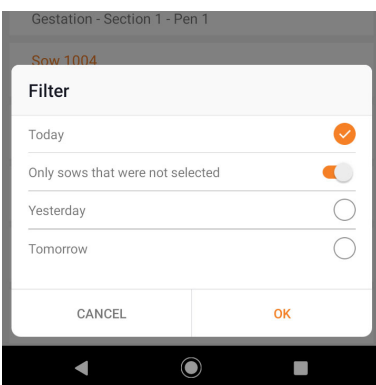 Gestation - Section 1 - Pen 1
Sow 1004
Filter
Today
Only sows that were not selected
Yesterday
Tomorrow
CANCEL
OK